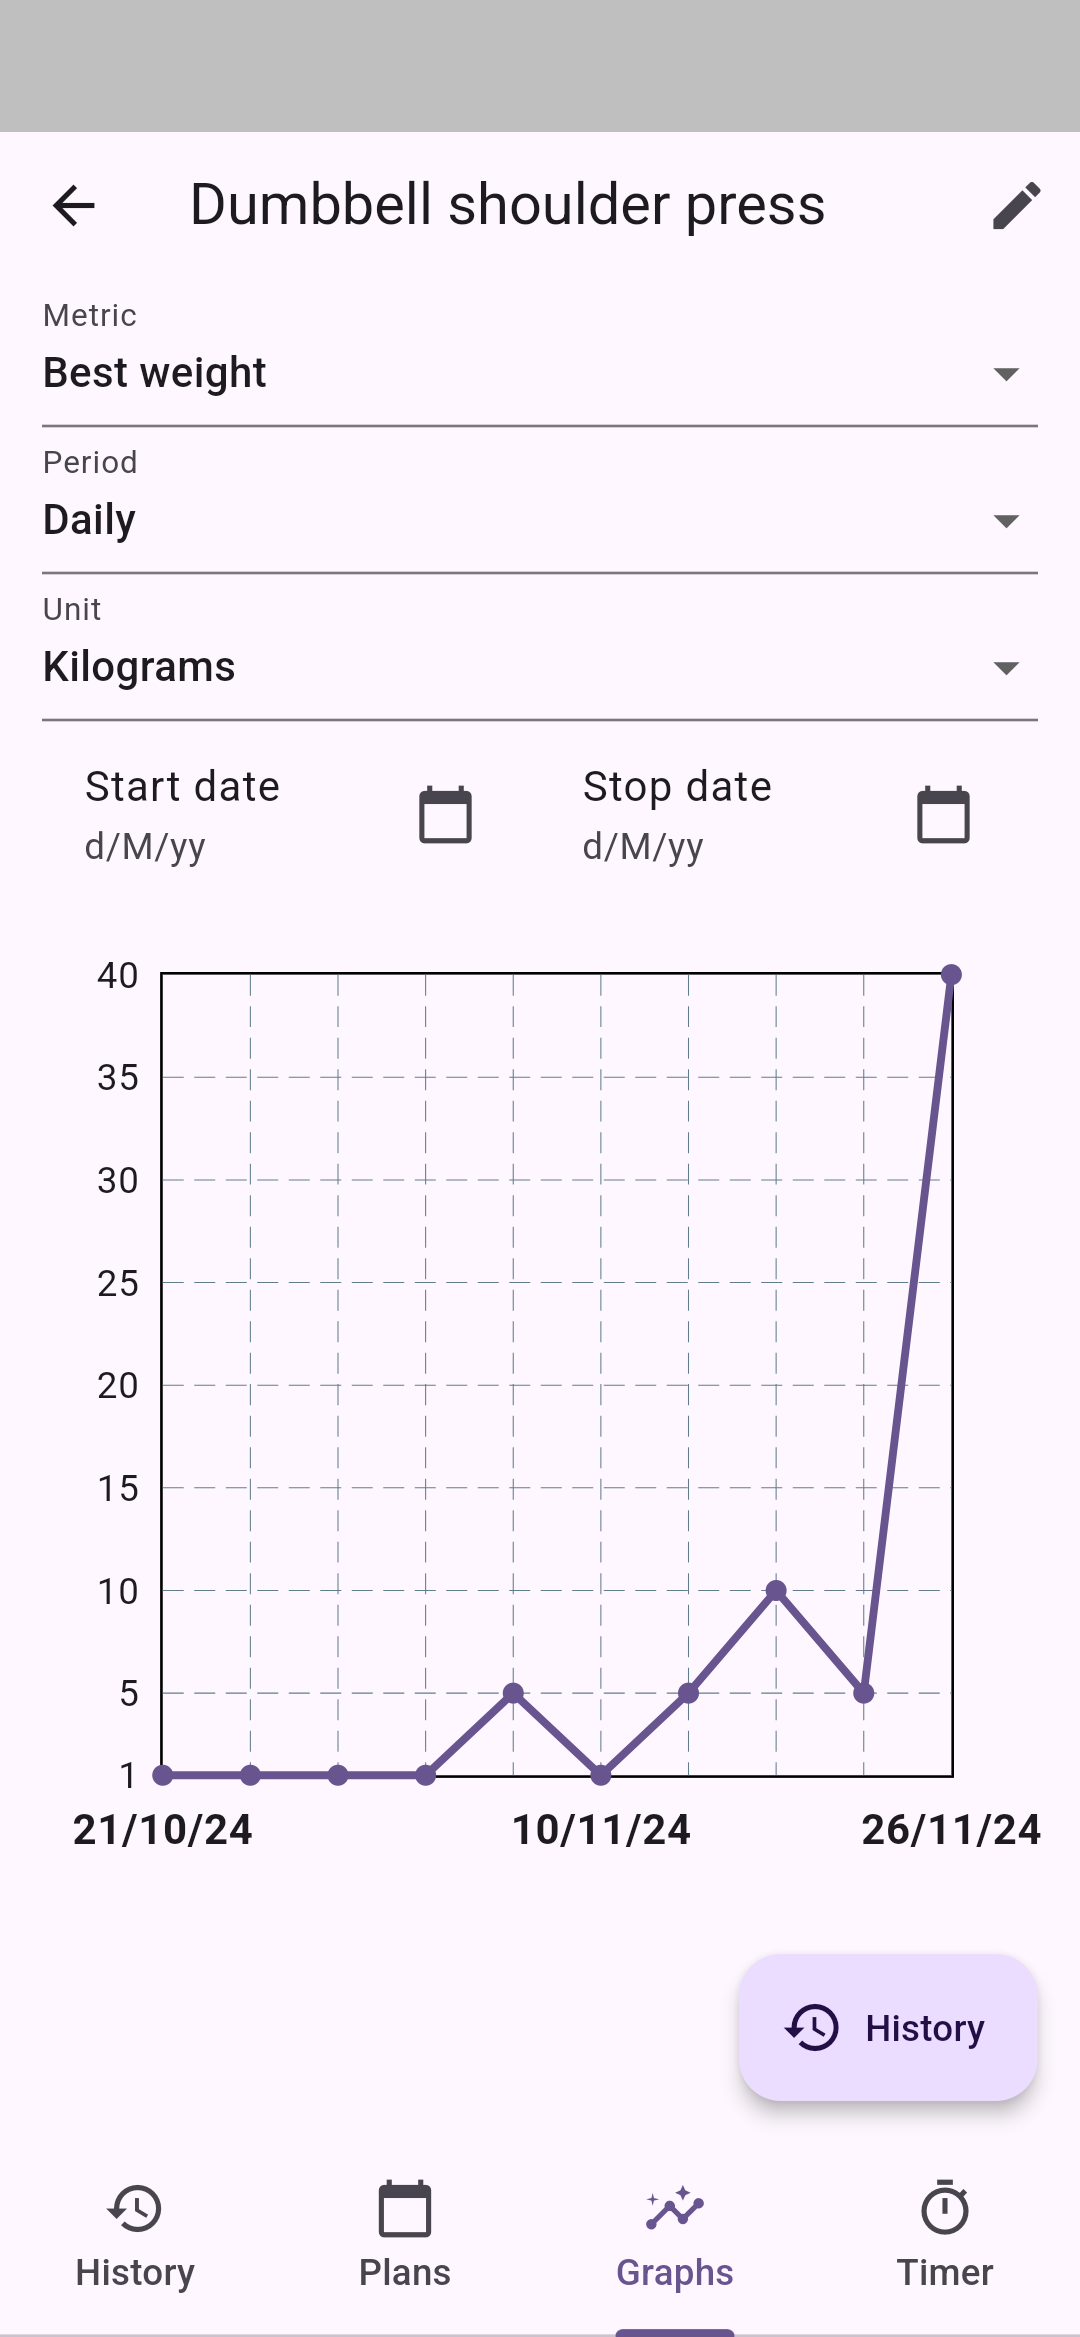 Dumbbell shoulder press
Metric
Best weight
Period
Daily
Unit
Kilograms
Start date
d/M/yy
Stop date
d/M/yy
40
35
30
25
20
15
10
5
1
21/10/24 10/11/24 26/11/24
History
History Plans Graphs Timer